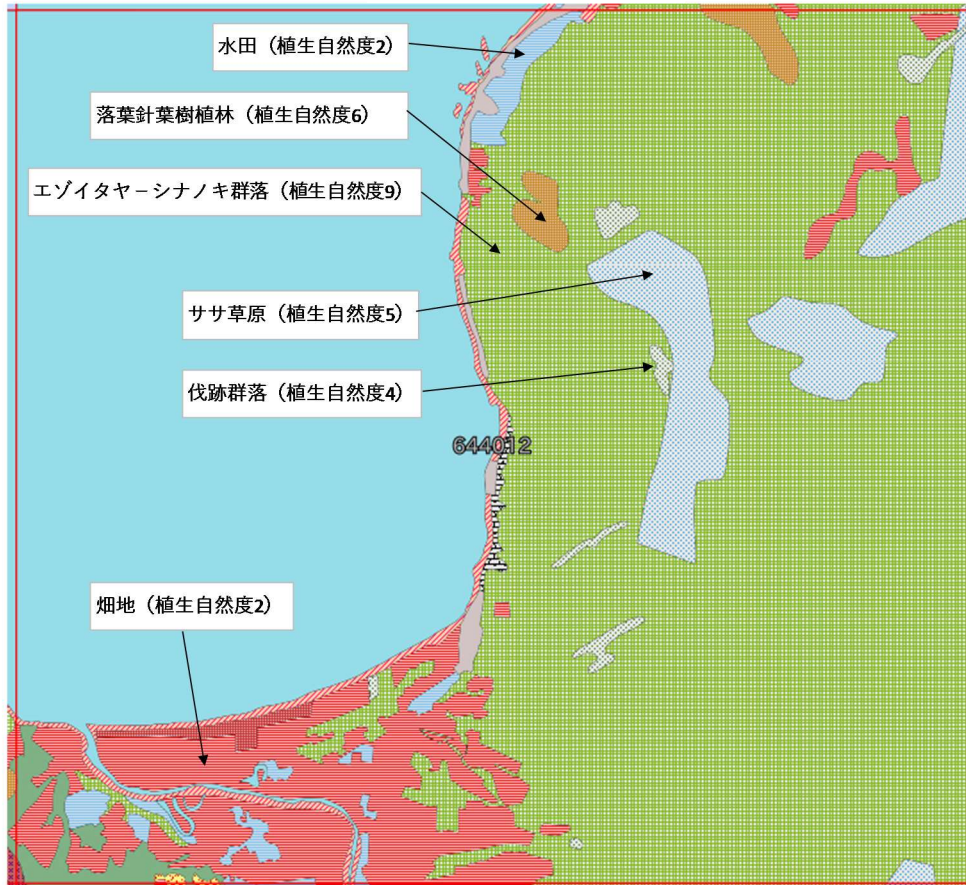 水田（植生自然度2）
落葉針葉樹植林（植生自然度6）
エゾイタヤ－シナノキ群落（植生自然度9）
ササ草原（植生自然度5）
伐跡群落（植生自然度4）
644012
畑地（植生自然度2）